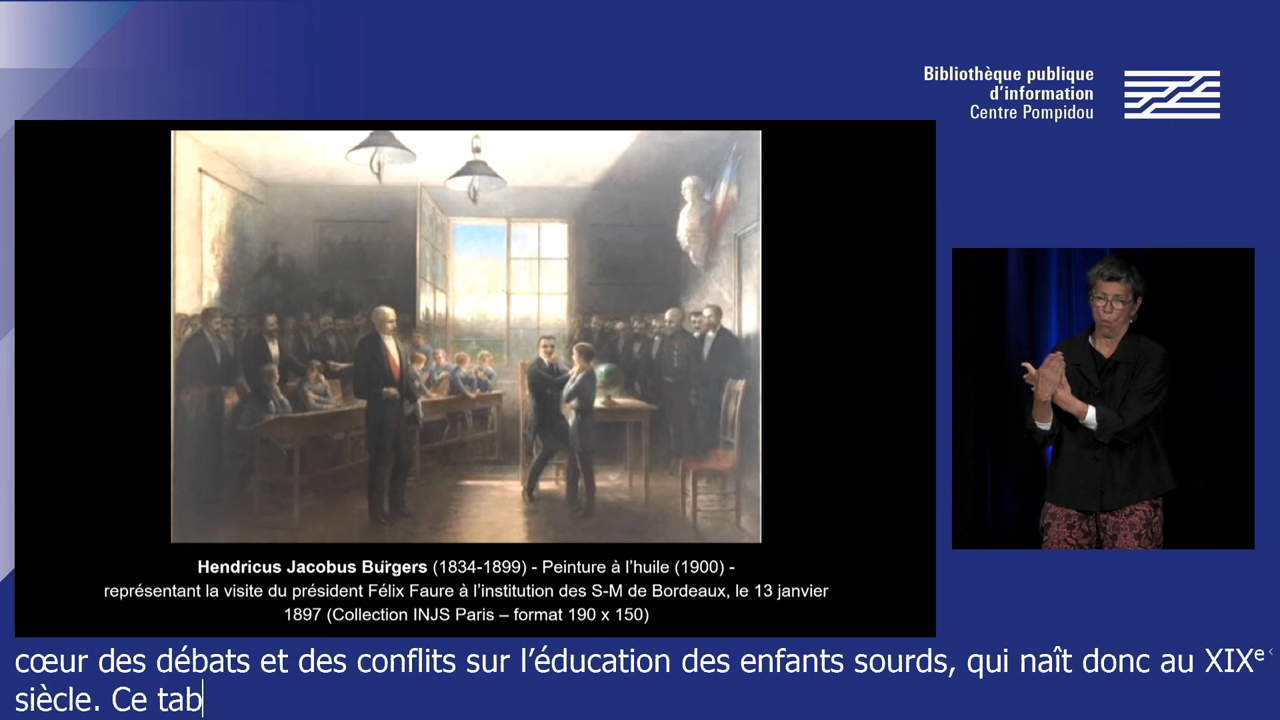 Bibliothèque publique
d'information
Centre Pompidou
Hendricus Jacobus Burgers (1834-1899) - Peinture à l'huile (1900) -
représentant la visite du président Félix Faure à l'institution des S-M de Bordeaux, le 13 janvier
1897 (Collection INJS Paris – format 190 x 150)
cœur des débats et des conflits sur l'éducation des enfants sourds, qui naît donc au XIXe
siècle. Ce tab